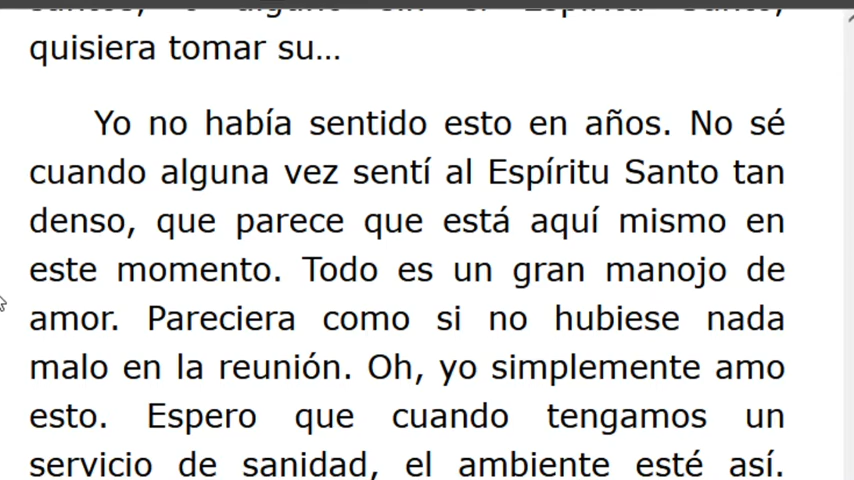 quisiera tomar su...
Yo no había sentido esto en años. No sé
cuando alguna vez sentí al Espíritu Santo tan
denso, que parece que está aquí mismo en
este momento. Todo es un gran manojo de
amor. Pareciera como si no hubiese nada
malo en la reunión. Oh, yo simplemente amo
esto. Espero que cuando tengamos un
servicio de sanidad, el ambiente esté así.